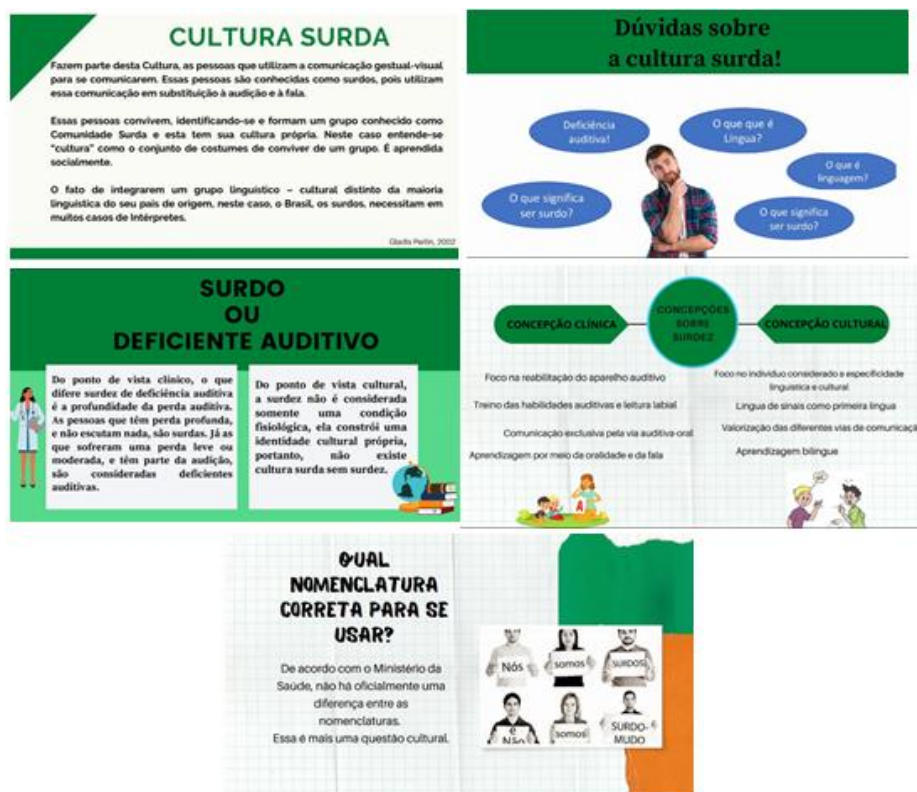 CULTURA SURDA
Fazem parte desta Cultura, as pessoas que utilizam a comunicação gestual-visual
para se comunicarem. Essas pessoas são conhecidas como surdos, pois utilizam
essa comunicação em substituição à audição e à fala.
Essas pessoas convivem, identificando-se e formam um grupo conhecido como
Comunidade Surda e esta tem sua cultura própria. Neste caso entende-se
"cultura" como o conjunto de costumes de conviver de um grupo. É aprendida
socialmente.
O fato de integrarem um grupo linguístico – cultural distinto da maioria
linguística do seu país de origem, neste caso, o Brasil, os surdos, necessitam em
muitos casos de Intérpretes.
Gladis Perlin, 2002
Dúvidas sobre
a cultura surda!
Deficiência
auditiva!
O que que é
Língua?
O que é
linguagem?
O que significa
ser surdo?
O que significa
ser surdo?
SURDO
OU
DEFICIENTE AUDITIVO
Do ponto de vista clínico, o que
difere surdez de deficiência auditiva
é a profundidade da perda auditiva.
As pessoas que têm perda profunda,
e não escutam nada, são surdas. Já as
que sofreram uma perda leve ou
moderada, e têm parte da audição,
são consideradas deficientes
auditivas.
Do ponto de vista cultural,
a surdez não é considerada
somente uma condição
fisiológica, ela constrói uma
identidade cultural própria,
portanto, não existe
cultura surda sem surdez.
CONCEPÇÕES
SOBRE
SURDEZ
CONCEPÇÃO CLÍNICA
Foco na reabilitação do aparelho auditivo
Treino das habilidades auditivas e leitura labial
Comunicação exclusiva pela via auditiva-oral
Aprendizagem por meio da oralidade e da fala
A
CONCEPÇÃO CULTURAL
Foco no indivíduo considerado a especificidade
linguística e cultural
Lingua de sinais como primeira lingua
Valorização das diferentes vias de comunicaçã
Aprendizagem bilíngue
QUAL
NOMENCLATURA
CORRETA PARA SE
USAR?
De acordo com o Ministério da
Saúde, não há oficialmente uma
diferença entre as
nomenclaturas.
Essa é mais uma questão cultural.
Nós somos SURDOS
e Não somos SURDO-
MUDO